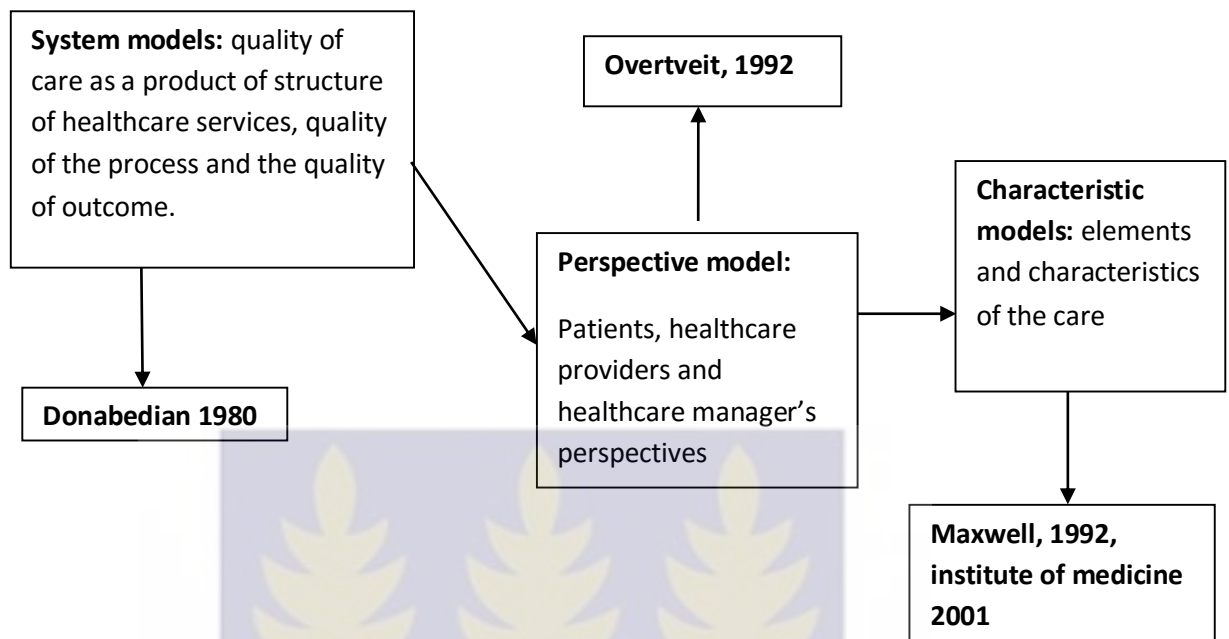 System models: quality of
care as a product of structure
of healthcare services, quality
of the process and the quality
of outcome.
Donabedian 1980
Overtveit, 1992
Perspective model:
Patients, healthcare
providers and
healthcare manager’s
perspectives
Characteristic
models: elements
and characteristics
of the care
Maxwell, 1992,
institute of medicine
2001